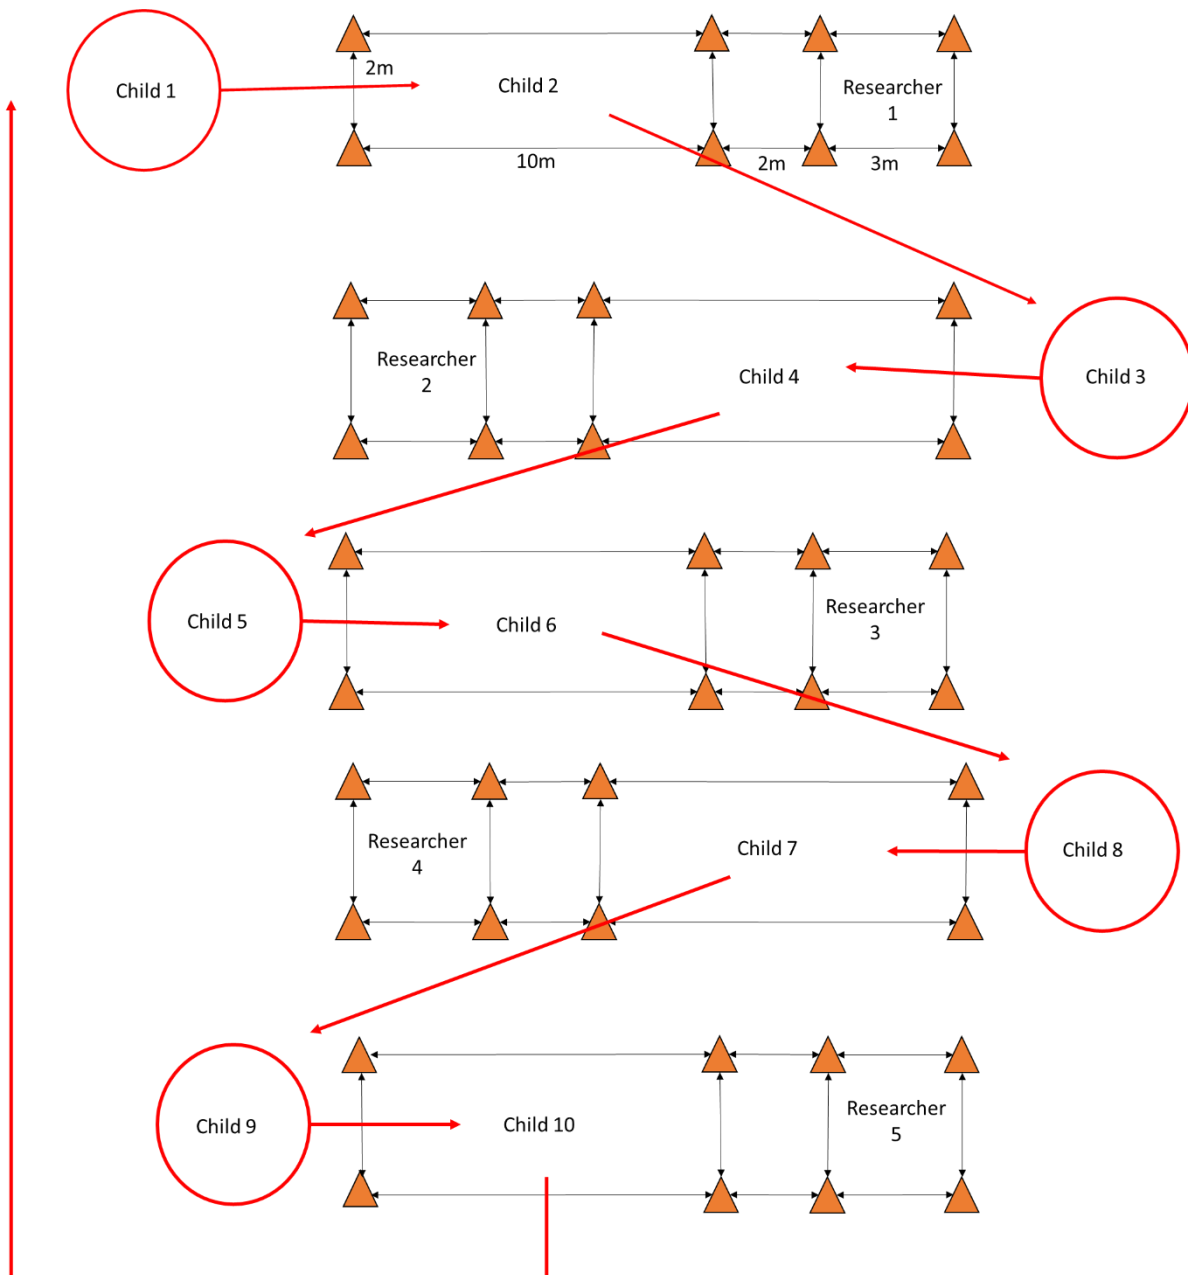 Child 1
2m
Child 2
Researcher
1
10m
2m
3m
Researcher
2
Child 4
Child 3
Child 5
Child 6
Researcher
3
Researcher
4
Child 7
Child 8
Child 9
Child 10
Researcher
5